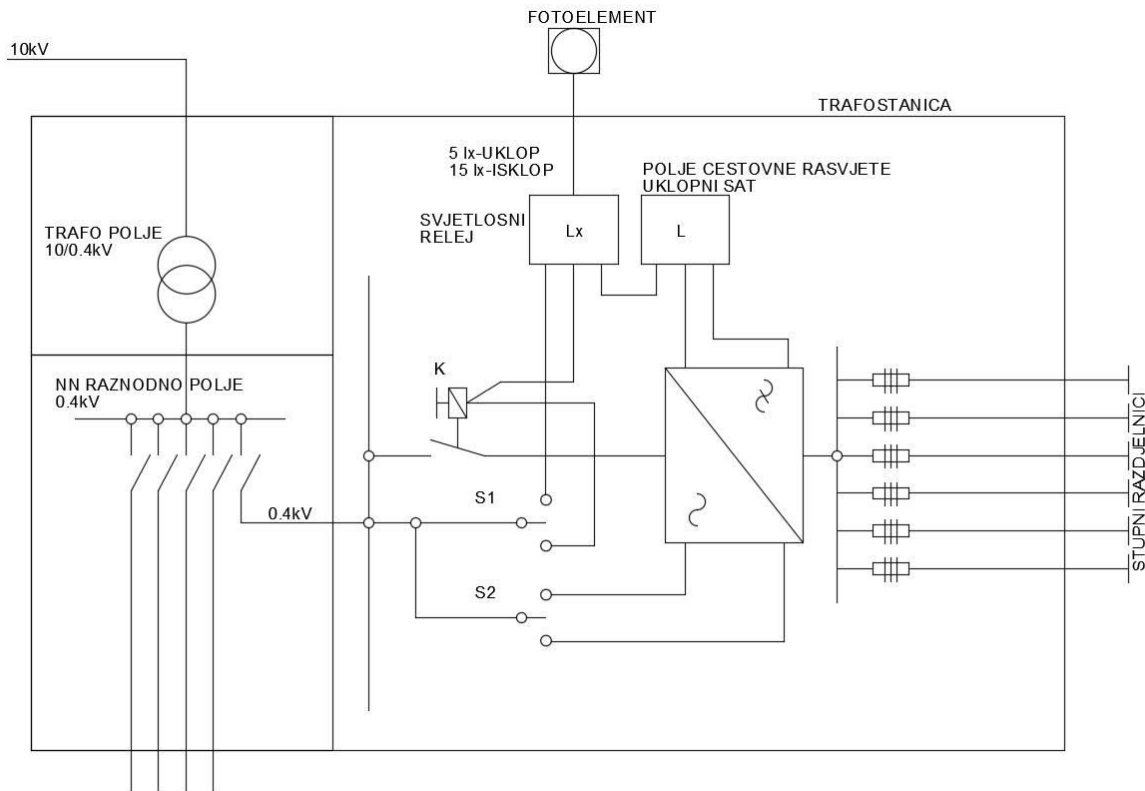 FOTOELEMENT
10kV
TRAFOSTANICA
5 lx-UKLOP
15 lx-ISKLOP
POLJE CESTOVNE RASVJETE
UKLOPNI SAT
SVJETLOSNI
RELEJ
Lx
L
TRAFO POLJE
10/0.4kV
K
NN RAZNODNO POLJE
0.4kV
S1
0.4kV
S2
STUPNI RAZDJELNICI